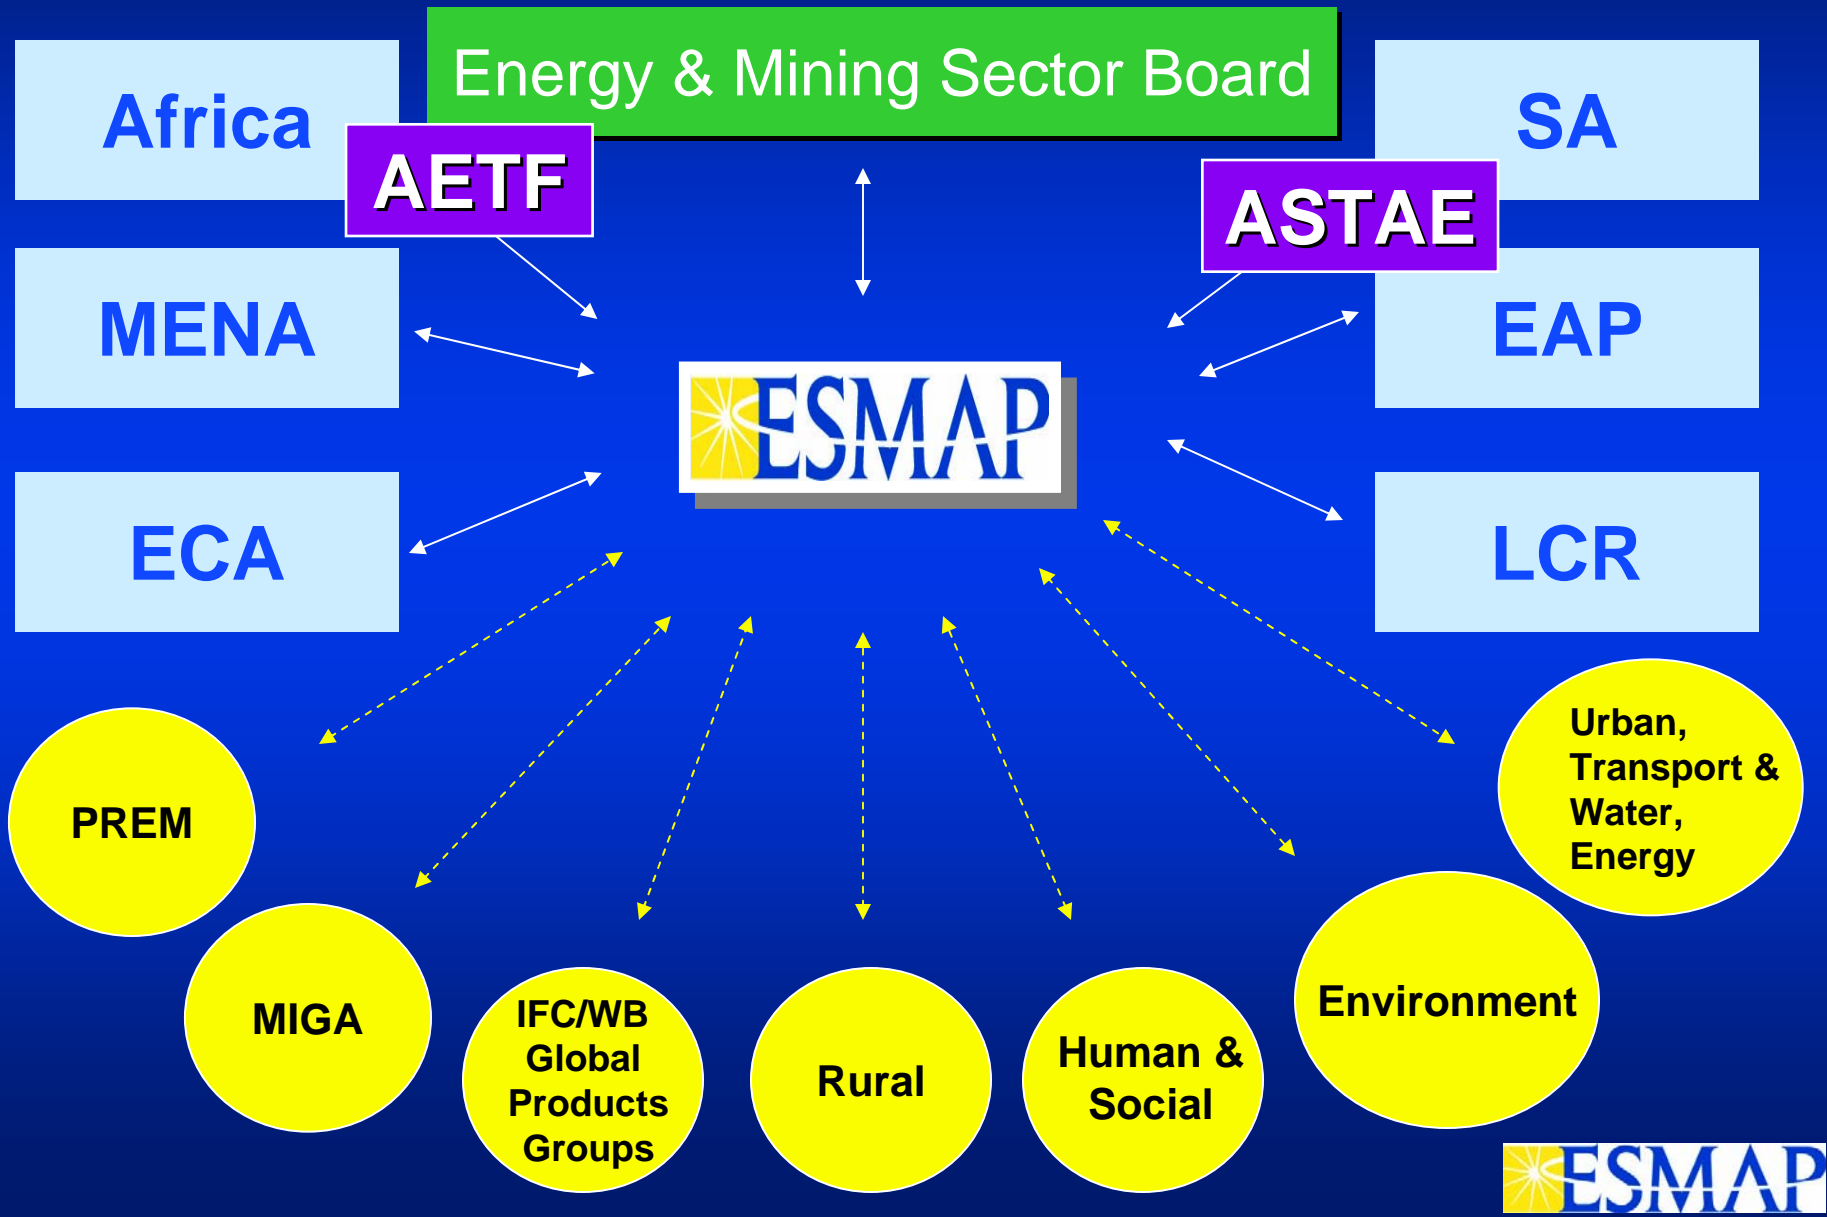 Energy & Mining Sector Board
Africa
SA
AETF
ASTAE
MENA
EAP
ESMAP
ECA
LCR
Urban,
Transport &
Water,
Energy
PREM
MIGA
IFC/WB
Global
Products
Groups
Rural
Human &
Social
Environment
ESMAP